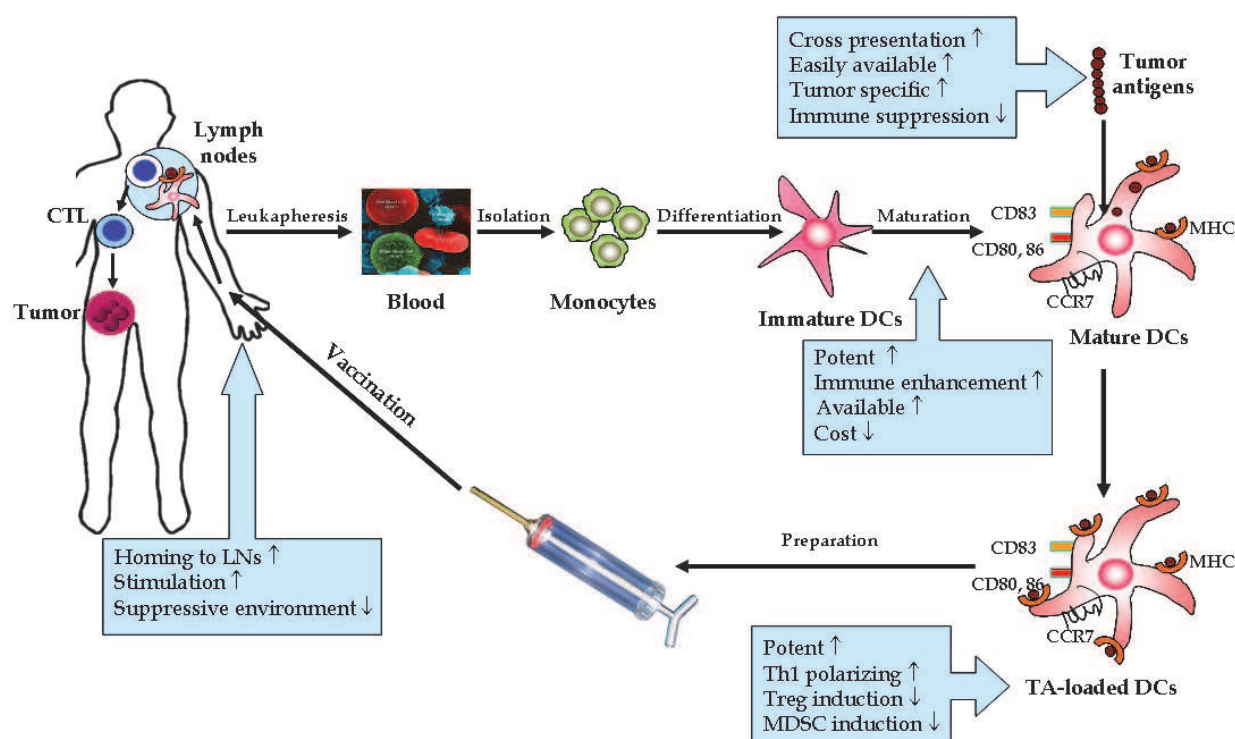 Cross presentation ↑
Easily available ↑
Tumor specific ↑
Immune suppression ↓
Tumor
antigens
Lymph
nodes
CTL
Tumor
Leukapheresis
Blood
Isolation
Monocytes
Differentiation
Immature DCs
Maturation
CD83
CD80, 86
MHC
CCR7
Mature DCs
Potent ↑
Immune enhancement ↑
Available ↑
Cost ↓
Vaccination
Homing to LNs ↑
Stimulation ↑
Suppressive environment ↓
Preparation
CD83
CD80, 86
MHC
CCR7
TA-loaded DCs
Potent ↑
Th1 polarizing ↑
Treg induction ↓
MDSC induction ↓